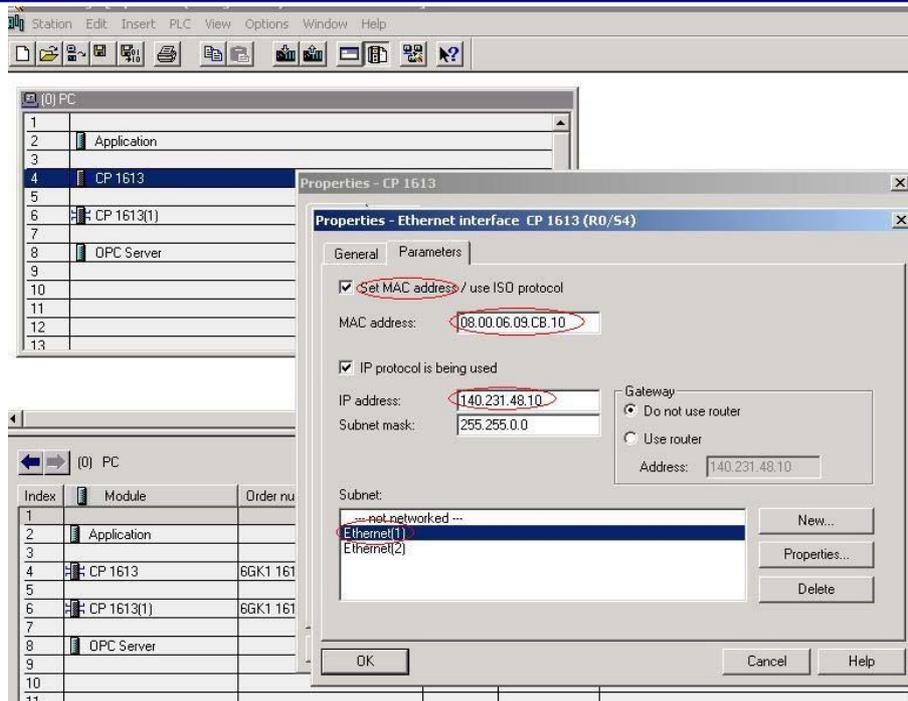 Station Edit Insert PLC View Options Window Help
(0) PC
1
2 Application
3
4 CP 1613
5
6 CP 1613(1)
7
8 OPC Server
9
10
11
12
13
Properties - CP 1613
Properties - Ethernet interface CP 1613 (R0/S4)
General Parameters
Set MAC address / use ISO protocol
MAC address: 08.00.06.09.CB.10
IP protocol is being used
IP address: 140.231.48.10
Subnet mask: 255.255.0.0
Gateway
Do not use router
Use router
Address: 140.231.48.10
Subnet:
--- not networked ---
Ethernet(1)
Ethernet(2)
New...
Properties...
Delete
OK Cancel Help
(0) PC
Index Module Order nu
1
2 Application
3
4 CP 1613 6GK1 161
5
6 CP 1613(1) 6GK1 161
7
8 OPC Server
9
10
11